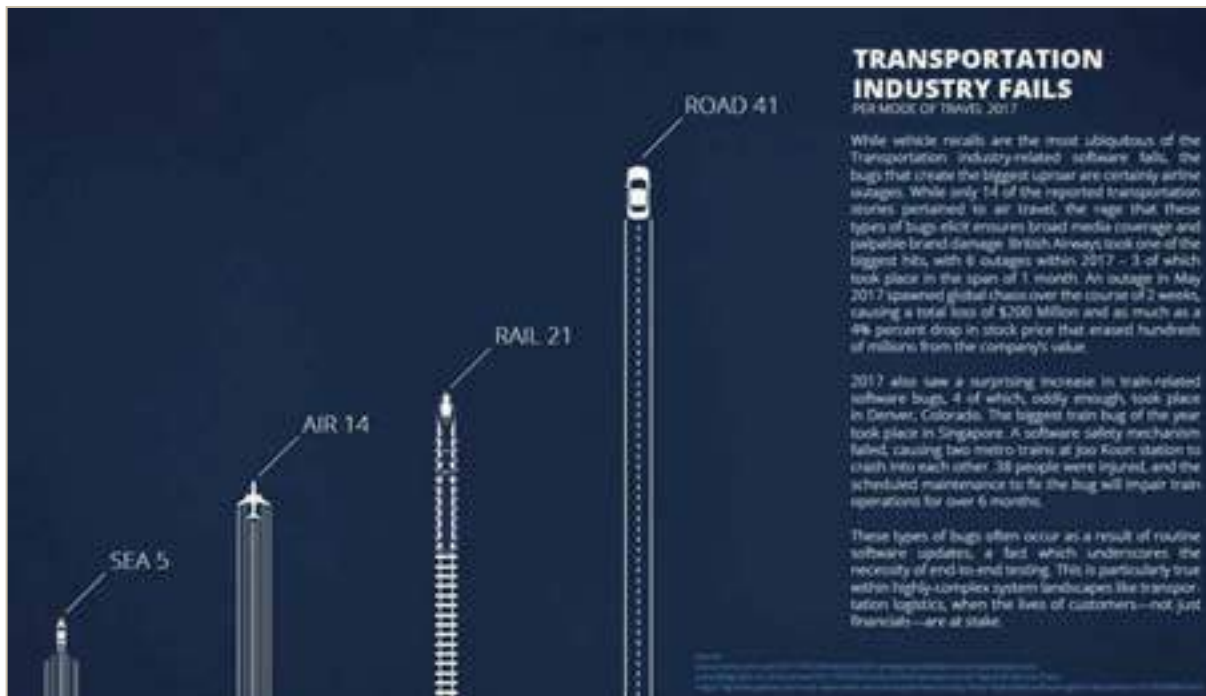 TRANSPORTATION
INDUSTRY FAILS
PER MODE OF TRAVEL 2017
ROAD 41
RAIL 21
AIR 14
SEA 5
While vehicle recalls are the most ubiquitous of the
Transportation industry-related software fails, the
bugs that create the biggest uproar are certainly airline
outages. While only 14 of the reported transportation
stories pertained to air travel, the rage that these
types of bugs elicit ensures broad media coverage and
palpable brand damage. British Airways took one of the
biggest hits, with 6 outages within 2017 – 3 of which
took place in the span of 1 month. An outage in May
2017 spawned global chaos over the course of 2 weeks,
causing a total loss of $200 Million and as much as a
4% percent drop in stock price that erased hundreds
of millions from the company's value.
2017 also saw a surprising increase in train-related
software bugs, 4 of which, oddly enough, took place
in Denver, Colorado. The biggest train bug of the year
took place in Singapore. A software safety mechanism
failed, causing two metro trains at Joo Koon station to
crash into each other. 38 people were injured, and the
scheduled maintenance to fix the bug will impair train
operations for over 6 months.
These types of bugs often occur as a result of routine
software updates, a fact which underscores the
necessity of end-to-end testing. This is particularly true
within highly-complex system landscapes like transpor-
tation logistics, when the lives of customers—not just
financials—are at stake.